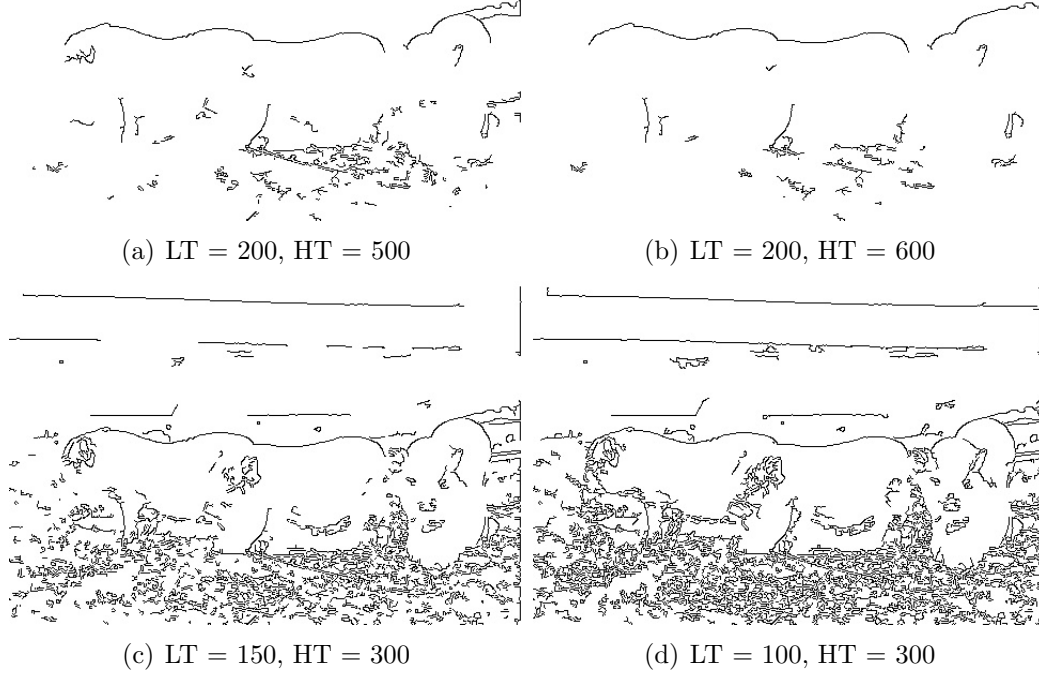 (a) LT = 200, HT = 500
(b) LT = 200, HT = 600
(c) LT = 150, HT = 300
(d) LT = 100, HT = 300